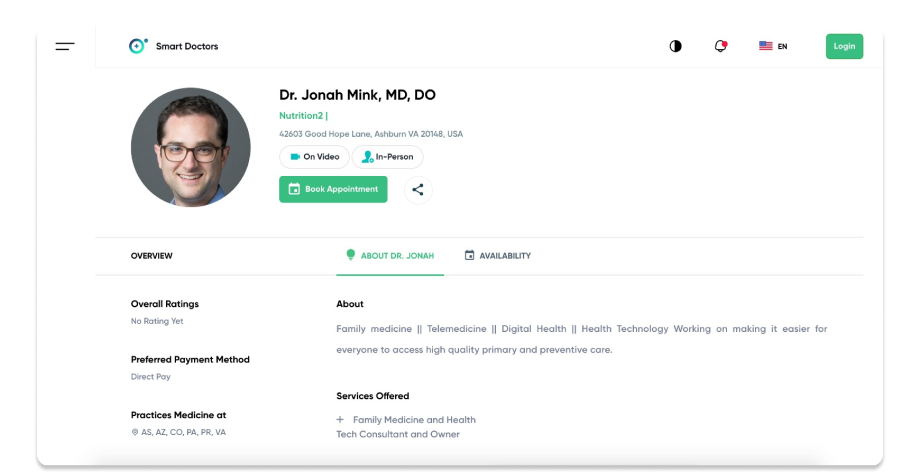 Smart Doctors
EN
Login
Dr. Jonah Mink, MD, DO
Nutrition2 |
42603 Good Hope Lane, Ashburn VA 20148, USA
On Video
In-Person
Book Appointment
OVERVIEW
ABOUT DR. JONAH
AVAILABILITY
Overall Ratings
No Rating Yet
Preferred Payment Method
Direct Pay
Practices Medicine at
AS, AZ, CO, PA, PR, VA
About
Family medicine || Telemedicine || Digital Health || Health Technology Working on making it easier for
everyone to access high quality primary and preventive care.
Services Offered
+ Family Medicine and Health
Tech Consultant and Owner